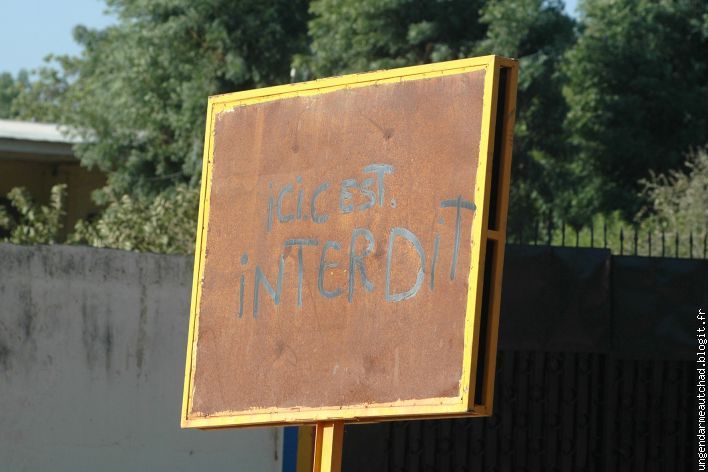 iCi.C EST.
iNTERDit
ungendarmeautchad.blogit.fr